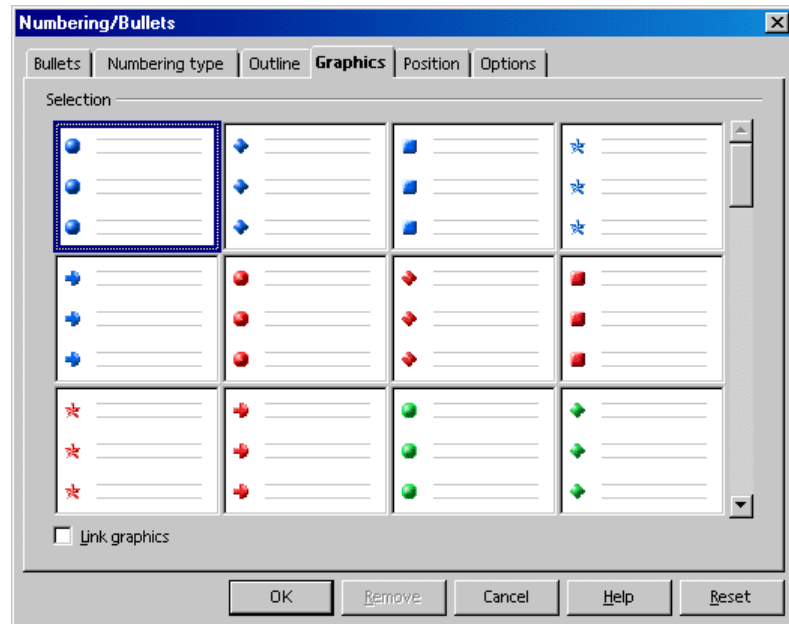 Numbering/Bullets
Bullets Numbering type Outline Graphics Position Options
Selection
Link graphics
OK Remove Cancel Help Reset